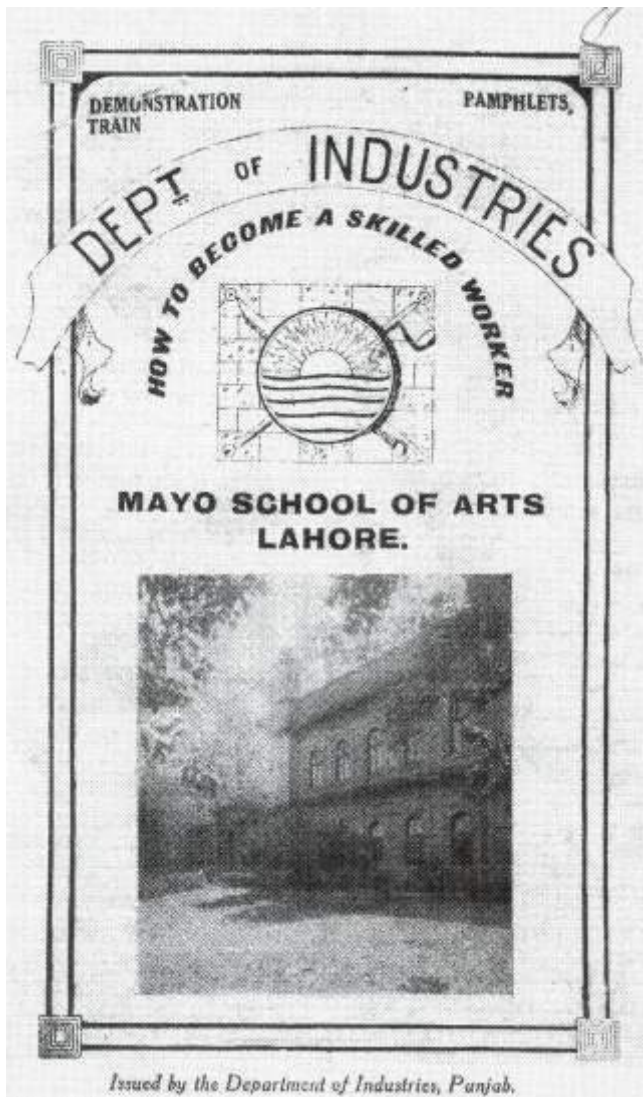 DEMONSTRATION
TRAIN
PAMPHLETS,
DEPT OF INDUSTRIES
HOW TO BECOME A SKILLED WORKER
MAYO SCHOOL OF ARTS
LAHORE.
Issued by the Department of Industries, Punjab.